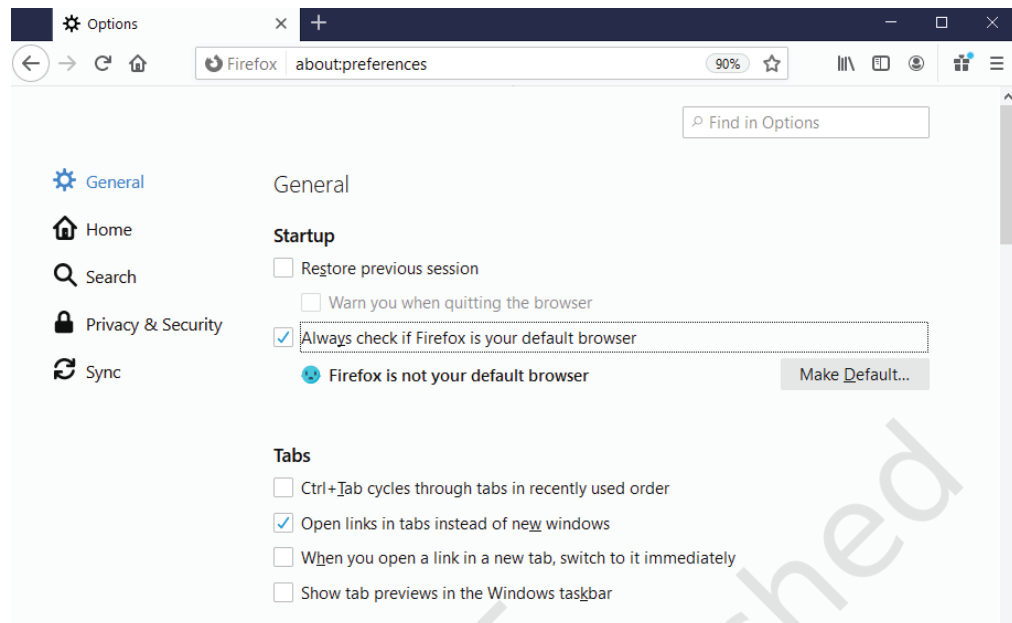 Options
Firefox about:preferences 90%
Find in Options
General
Home
Search
Privacy & Security
Sync
General
Startup
Restore previous session
Warn you when quitting the browser
Always check if Firefox is your default browser
Firefox is not your default browser Make Default...
Tabs
Ctrl+Tab cycles through tabs in recently used order
Open links in tabs instead of new windows
When you open a link in a new tab, switch to it immediately
Show tab previews in the Windows taskbar